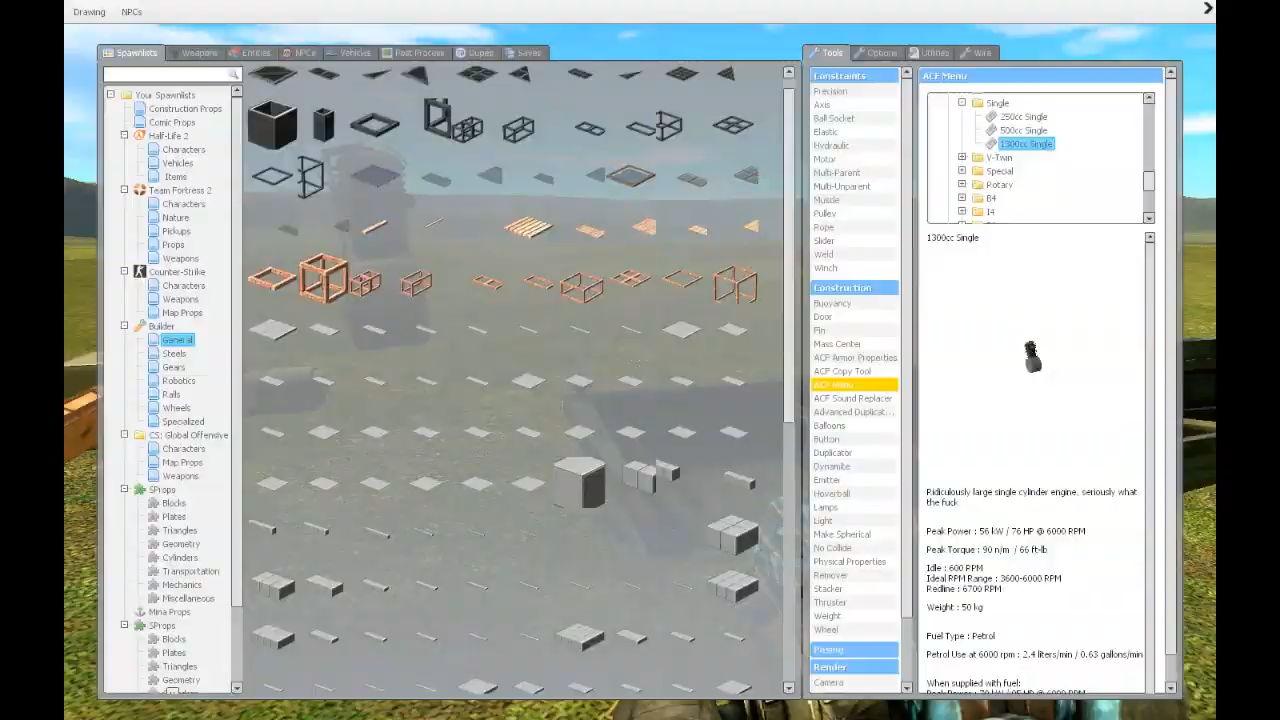 Drawing NPCs
Spawnlists Weapons Entities NPCs Vehicles Post Process Dupes Saves
Your Spawnlists
Construction Props
Comic Props
Half-Life 2
Characters
Vehicles
Items
Team Fortress 2
Characters
Nature
Pickups
Props
Weapons
Counter-Strike
Characters
Weapons
Map Props
Builder
General
Steels
Gears
Robotics
Rails
Wheels
Specialized
CS: Global Offensive
Characters
Map Props
Weapons
SProps
Blocks
Plates
Triangles
Geometry
Cylinders
Transportation
Mechanics
Miscellaneous
Mina Props
SProps
Blocks
Plates
Triangles
Geometry
Tools Options Utilities Wire
Constraints
Precision
Axis
Ball Socket
Elastic
Hydraulic
Motor
Multi-Parent
Multi-Unparent
Muscle
Pulley
Rope
Slider
Weld
Winch
Construction
Buoyancy
Door
Fin
Mass Center
ACF Armor Properties
ACF Copy Tool
ACF Menu
ACF Sound Replacer
Advanced Duplicat...
Balloons
Button
Duplicator
Dynamite
Emitter
Hoverball
Lamps
Light
Make Spherical
No Collide
Physical Properties
Remover
Stacker
Thruster
Weight
Wheel
Posing
Render
Camera
ACF Menu
Single
250cc Single
500cc Single
1300cc Single
V-Twin
Special
Rotary
B4
I4
1300cc Single
Ridiculously large single cylinder engine, seriously what
the fuck
Peak Power : 56 kW / 76 HP @ 6000 RPM
Peak Torque : 90 n/m / 66 ft-lb
Idle : 600 RPM
Ideal RPM Range : 3600-6000 RPM
Redline : 6700 RPM
Weight : 50 kg
Fuel Type : Petrol
Petrol Use at 6000 rpm : 2.4 liters/min / 0.63 gallons/min
When supplied with fuel:
Peak Power : 70 kW / 95 HP @ 6000 RPM